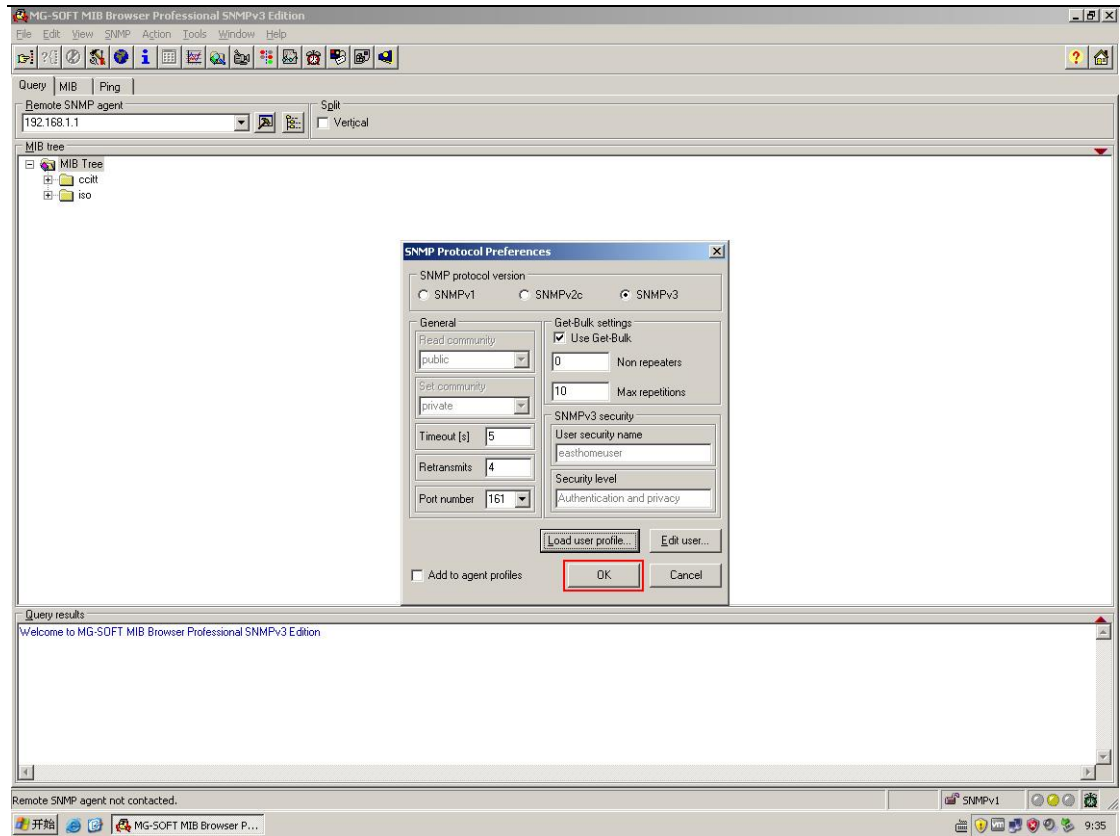 MG-SOFT MIB Browser Professional SNMPv3 Edition
File Edit View SNMP Action Tools Window Help
Query MIB Ping
Remote SNMP agent
Split
192.168.1.1
Vertical
MIB tree
MIB Tree
ccitt
iso
SNMP Protocol Preferences
SNMP protocol version
SNMPv1 SNMPv2c SNMPv3
General
Read community
public
Set community
private
Timeout [s] 5
Retransmits 4
Port number 161
Get-Bulk settings
Use Get-Bulk
0 Non repeaters
10 Max repetitions
SNMPv3 security
User security name
easthomeuser
Security level
Authentication and privacy
Load user profile... Edit user...
Add to agent profiles OK Cancel
Query results
Welcome to MG-SOFT MIB Browser Professional SNMPv3 Edition
Remote SNMP agent not contacted.
SNMPv1
开始 MG-SOFT MIB Browser P... 9:35